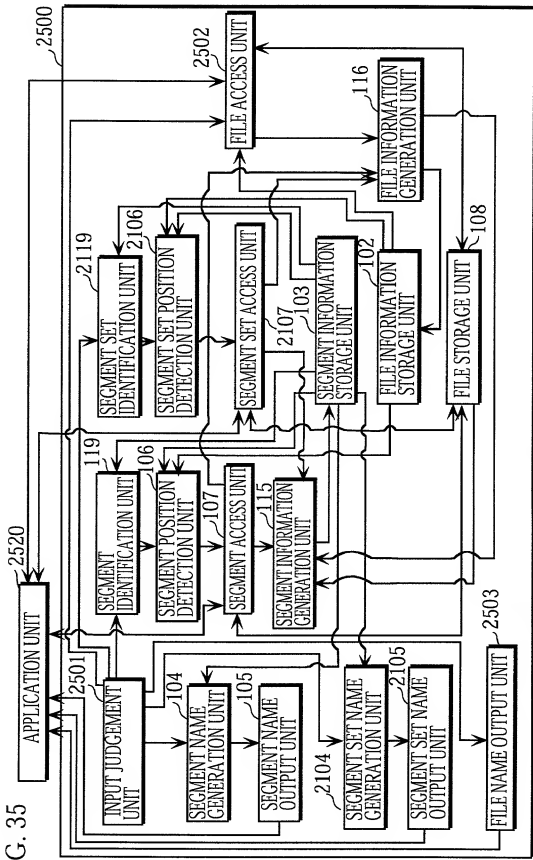 G. 35
2500
2520
APPLICATION UNIT
2501
INPUT JUDGEMENT
UNIT
104
SEGMENT NAME
GENERATION UNIT
105
SEGMENT NAME
OUTPUT UNIT
2104
SEGMENT SET NAME
GENERATION UNIT
2105
SEGMENT SET NAME
OUTPUT UNIT
2503
FILE NAME OUTPUT UNIT
119
SEGMENT
IDENTIFICATION UNIT
106
SEGMENT POSITION
DETECTION UNIT
107
SEGMENT ACCESS UNIT
115
SEGMENT INFORMATION
GENERATION UNIT
2119
SEGMENT SET
IDENTIFICATION UNIT
2106
SEGMENT SET POSITION
DETECTION UNIT
SEGMENT SET ACCESS UNIT
2107
103
SEGMENT INFORMATION
STORAGE UNIT
102
FILE INFORMATION
STORAGE UNIT
108
FILE STORAGE UNIT
2502
FILE ACCESS UNIT
116
FILE INFORMATION
GENERATION UNIT